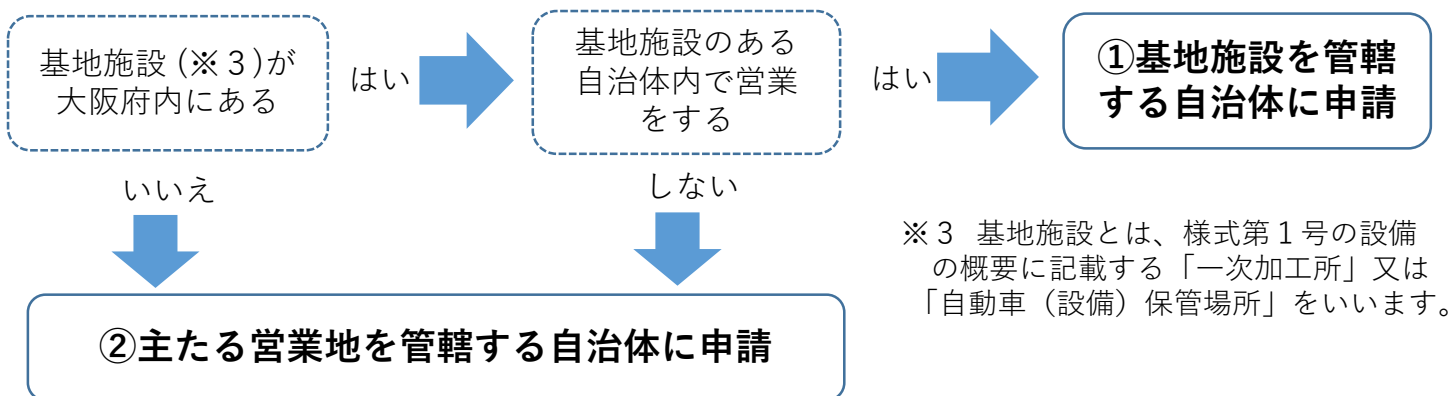 基地施設(※３)が
大阪府内にある
はい
基地施設のある
自治体内で営業
をする
はい
①基地施設を管轄
する自治体に申請
いいえ
しない
※３ 基地施設とは、様式第１号の設備
の概要に記載する「一次加工所」又は
「自動車（設備）保管場所」をいいます。
②主たる営業地を管轄する自治体に申請